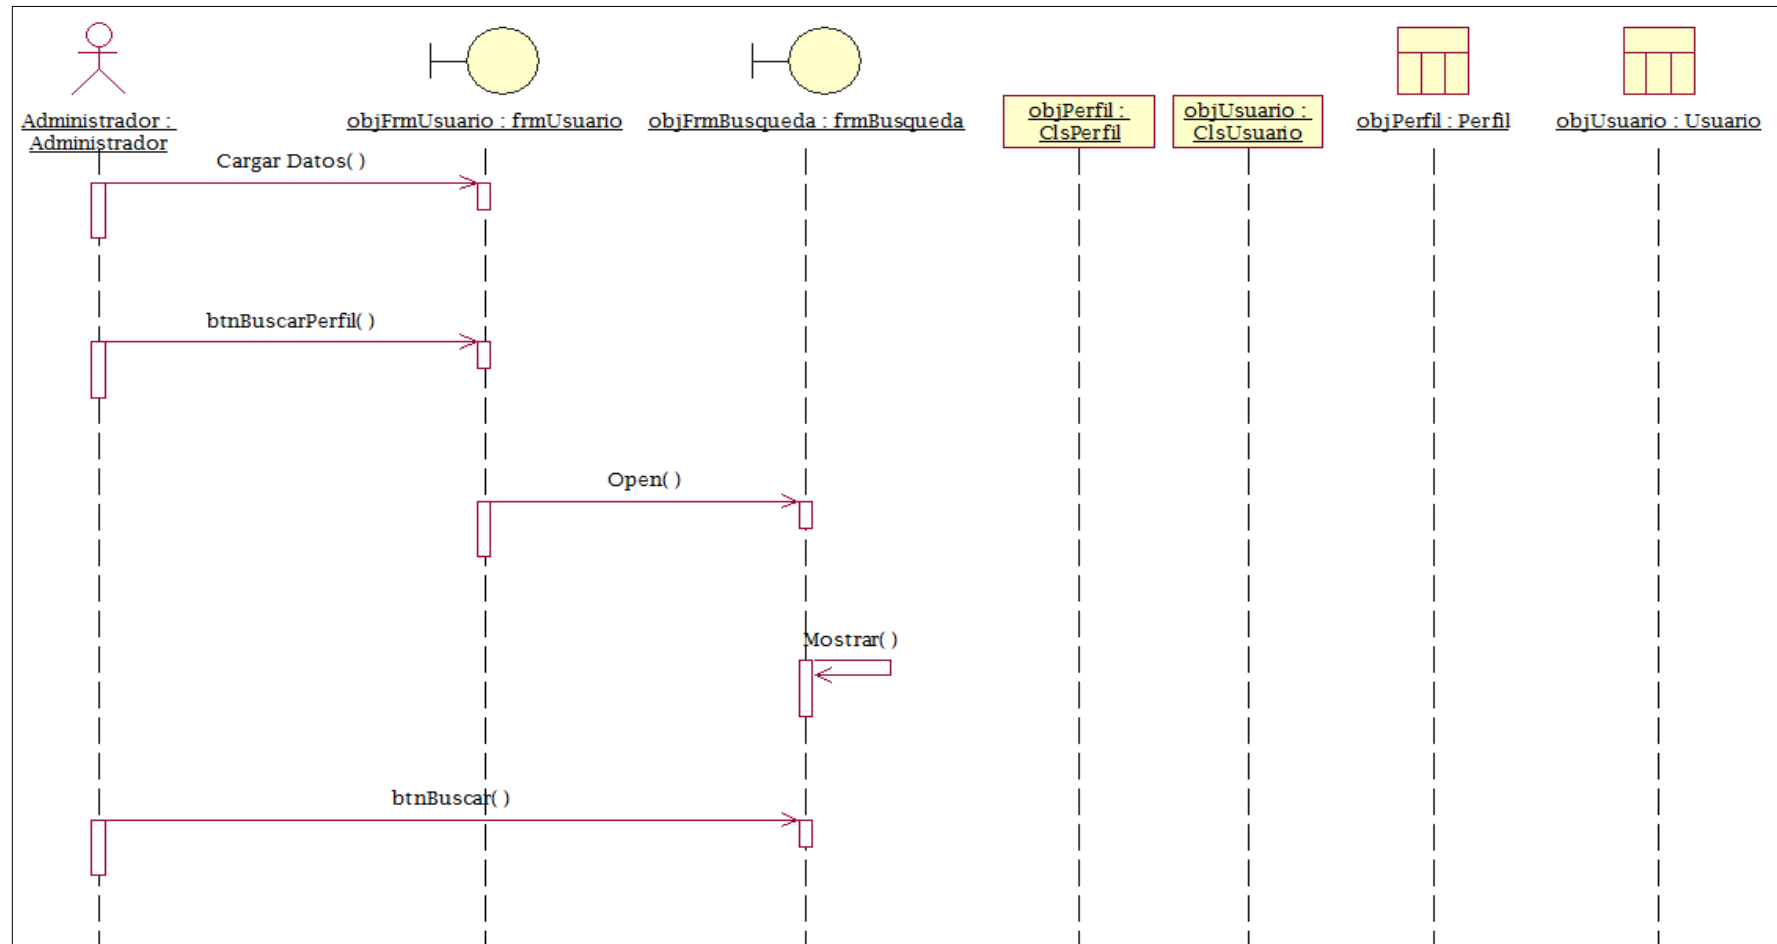 Administrador :
Administrador
objFrmUsuario : frmUsuario
objFrmBusqueda : frmBusqueda
objPerfil :
ClsPerfil
objUsuario :
ClsUsuario
objPerfil : Perfil
objUsuario : Usuario
Cargar Datos( )
btnBuscarPerfil( )
Open( )
Mostrar( )
btnBuscar( )